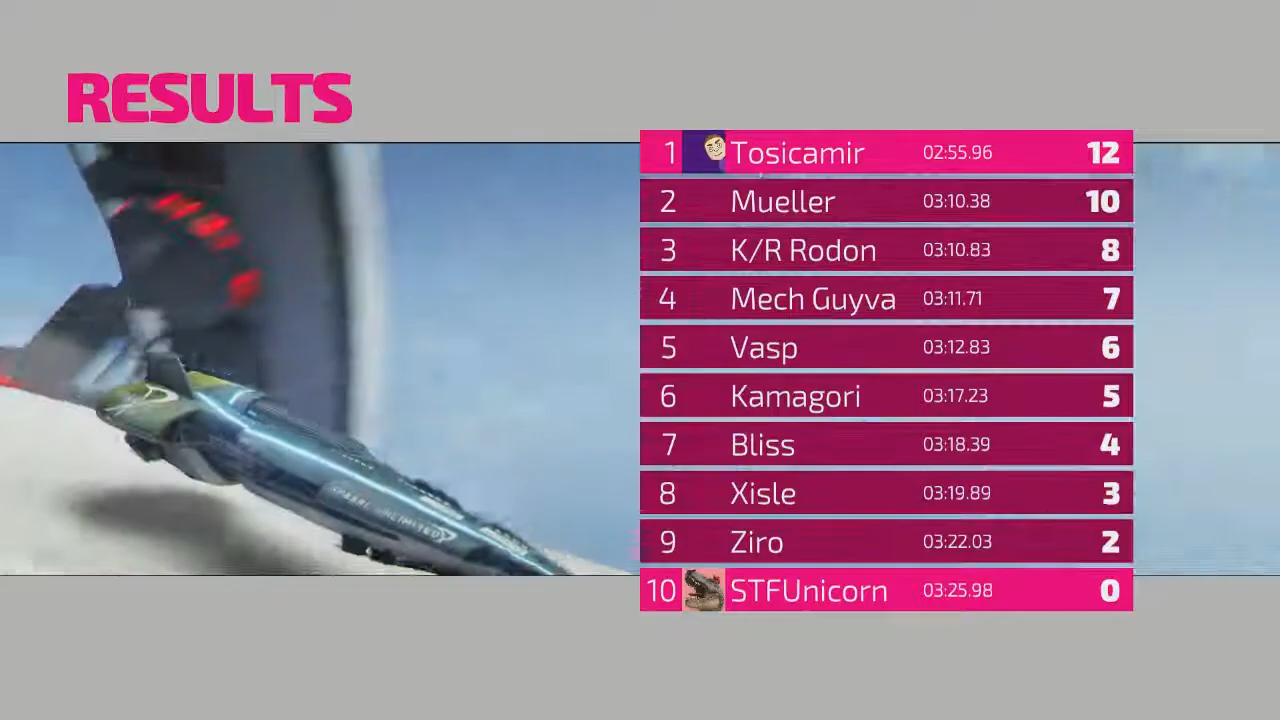 RESULTS
1 Tosicamir 02:55.96 12
2 Mueller 03:10.38 10
3 K/R Rodon 03:10.83 8
4 Mech Guyva 03:11.71 7
5 Vasp 03:12.83 6
6 Kamagori 03:17.23 5
7 Bliss 03:18.39 4
8 Xisle 03:19.89 3
9 Ziro 03:22.03 2
10 STFUnicorn 03:25.98 0
UNLIMITED